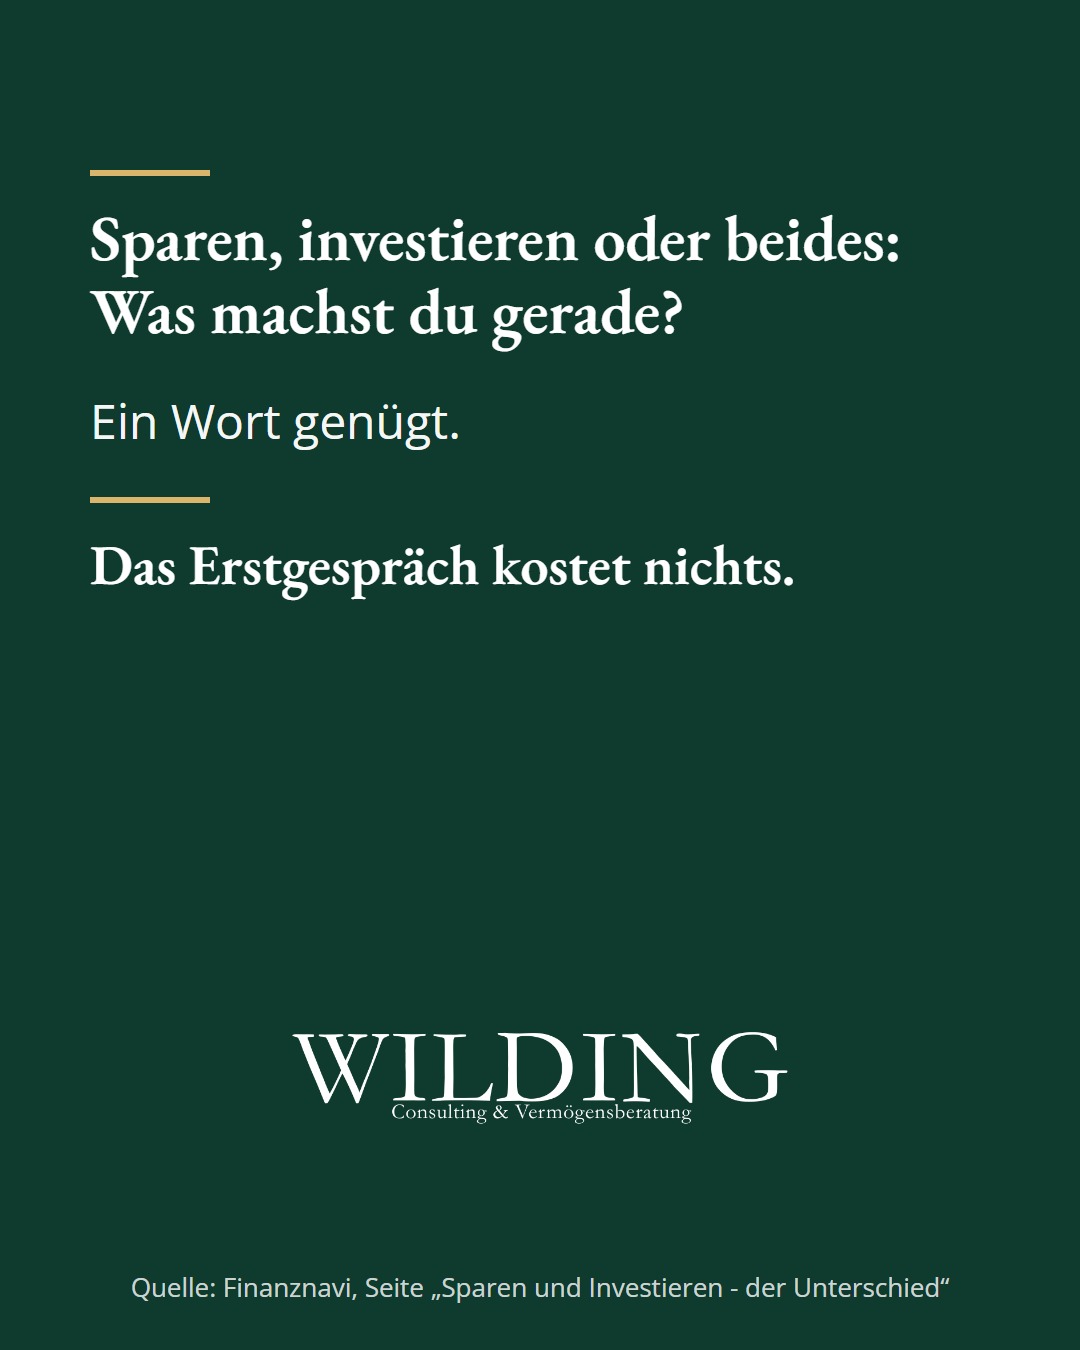 Sparen, investieren oder beides:
Was machst du gerade?
Ein Wort genügt.
Das Erstgespräch kostet nichts.
WILDING
Consulting & Vermögensberatung
Quelle: Finanznavi, Seite „Sparen und Investieren - der Unterschied“